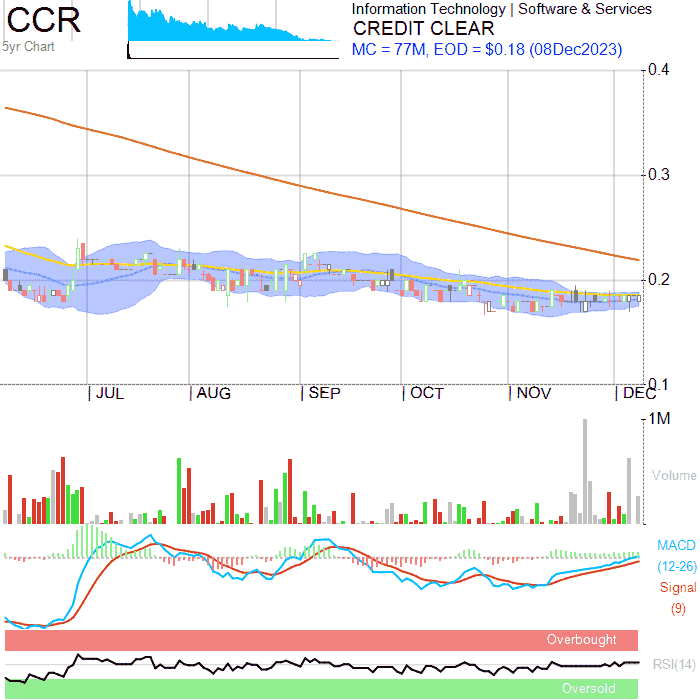 CCR
5yr Chart
Information Technology | Software & Services
CREDIT CLEAR
MC = 77M, EOD = $0.18 (08Dec2023)
0.4
0.3
0.2
0.1
JUL AUG SEP OCT NOV DEC
1M
Volume
MACD
(12-26)
Signal
(9)
Overbought
RSI(14)
Oversold